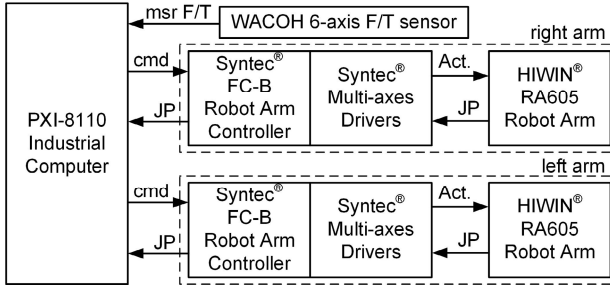 msr F/T
WACOH 6-axis F/T sensor
right arm
PXI-8110
Industrial
Computer
cmd
JP
Syntec®
FC-B
Robot Arm
Controller
Syntec®
Multi-axes
Drivers
Act.
JP
HIWIN®
RA605
Robot Arm
left arm
cmd
JP
Syntec®
FC-B
Robot Arm
Controller
Syntec®
Multi-axes
Drivers
Act.
JP
HIWIN®
RA605
Robot Arm